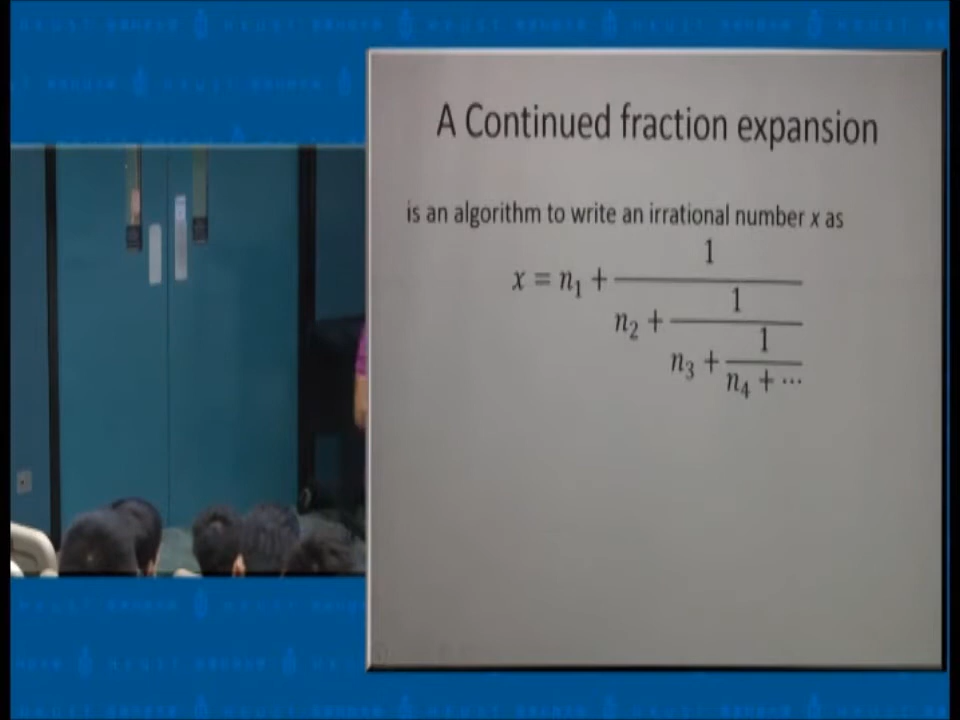 A Continued fraction expansion
is an algorithm to write an irrational number x as
x = n₁ + 1
n₂ + 1
n₃ + 1
n₄ + ⋯